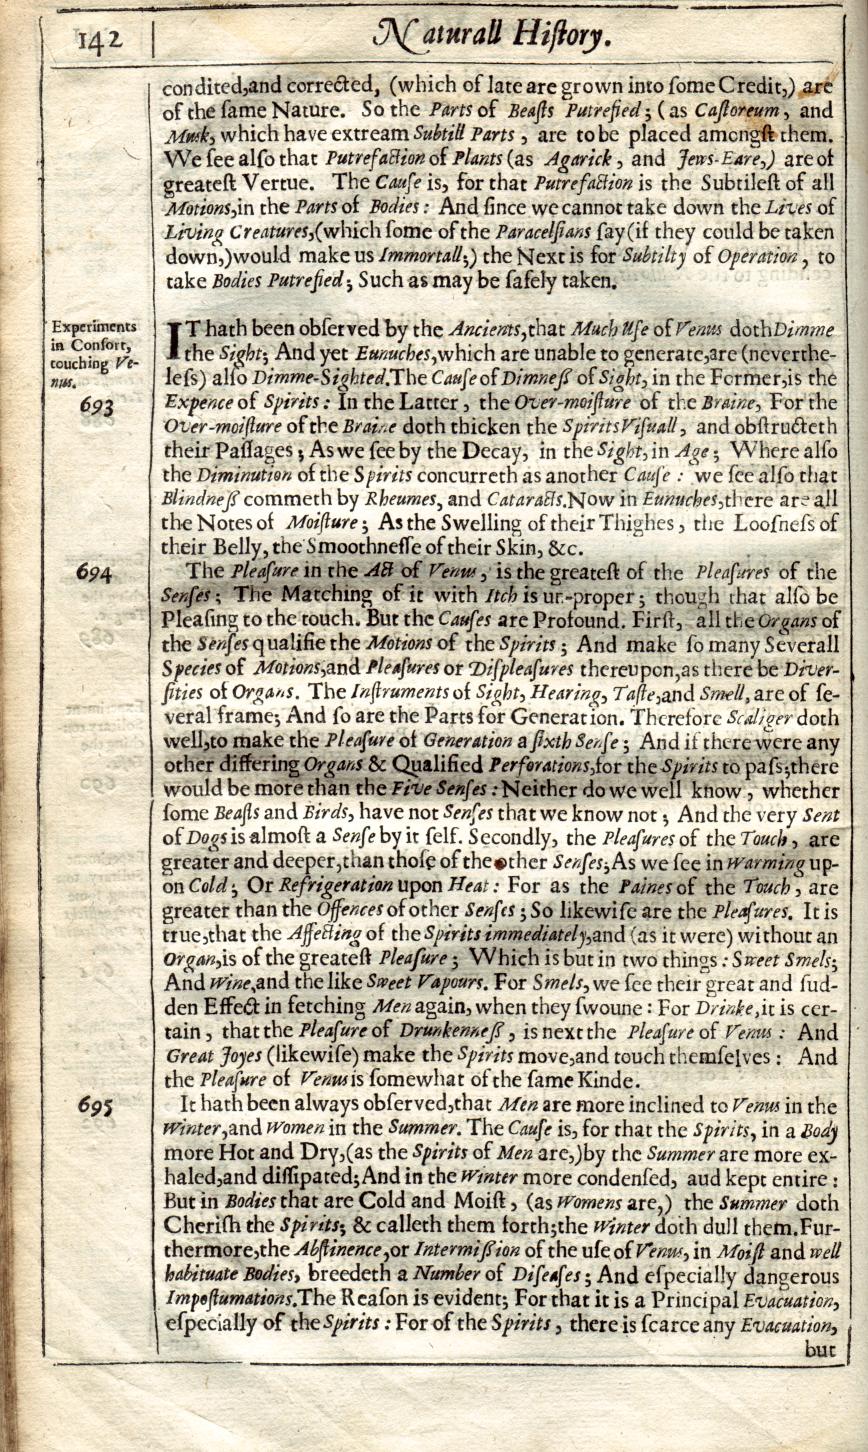 142
Naturall Hiſtory.
condited,and corrected, (which of late are grown into ſome Credit,) are
of the ſame Nature. So the Parts of Beaſts Putrefied; (as Caſtoreum, and
Musk, which have extream Subtill Parts, are to be placed amongſt them.
We ſee alſo that Putrefaction of Plants (as Agarick, and Jews-Eare,) are of
greateſt Vertue. The Cauſe is, for that Putrefaction is the Subtileſt of all
Motions,in the Parts of Bodies: And ſince we cannot take down the Lives of
Living Creatures,(which ſome of the Paracelſians ſay(if they could be taken
down,)would make us Immortall;) the Next is for Subtilty of Operation, to
take Bodies Putrefied; Such as may be ſafely taken.
Experiments
in Conſort,
touching Ve-
nus.
693
IT hath been obſerved by the Ancients,that Much Uſe of Venus doth Dimme
the Sight; And yet Eunuches,which are unable to generate,are (neverthe-
leſs) alſo Dimme-Sighted.The Cauſe of Dimneſs of Sight, in the Former,is the
Expence of Spirits: In the Latter, the Over-moiſture of the Braine, For the
Over-moiſture of the Braine doth thicken the Spirits Viſuall, and obſtructeth
their Paſſages; As we ſee by the Decay, in the Sight, in Age; Where alſo
the Diminution of the Spirits concurreth as another Cauſe: we ſee alſo that
Blindneſs commeth by Rheumes, and Cataracts.Now in Eunuches,there are all
the Notes of Moiſture; As the Swelling of their Thighes, the Looſneſs of
their Belly, the Smoothneſſe of their Skin, &c.
694
The Pleaſure in the Act of Venus, is the greateſt of the Pleaſures of the
Senſes; The Matching of it with Itch is un-proper; though that alſo be
Pleaſing to the touch. But the Cauſes are Profound. Firſt, all the Organs of
the Senſes qualifie the Motions of the Spirits; And make ſo many Severall
Species of Motions,and Pleaſures or Diſpleaſures thereupon,as there be Diver-
ſities of Organs. The Inſtruments of Sight, Hearing, Taſte,and Smell, are of ſe-
veral frame; And ſo are the Parts for Generation. Therefore Scaliger doth
well,to make the Pleaſure of Generation a ſixth Senſe; And if there were any
other differing Organs & Qualified Perforations,for the Spirits to paſs;there
would be more than the Five Senſes: Neither do we well know, whether
ſome Beaſts and Birds, have not Senſes that we know not; And the very Sent
of Dogs is almoſt a Senſe by it ſelf. Secondly, the Pleaſures of the Touch, are
greater and deeper,than thoſe of the other Senſes;As we ſee in Warming up-
on Cold; Or Refrigeration upon Heat: For as the Paines of the Touch, are
greater than the Offences of other Senſes; So likewiſe are the Pleaſures. It is
true,that the Affecting of the Spirits immediately,and (as it were) without an
Organ,is of the greateſt Pleaſure; Which is but in two things: Sweet Smels;
And Wine,and the like Sweet Vapours. For Smels, we ſee their great and ſud-
den Effect in fetching Men again, when they ſwoune: For Drinke,it is cer-
tain, that the Pleaſure of Drunkenneſs, is next the Pleaſure of Venus: And
Great Joyes (likewiſe) make the Spirits move,and touch themſelves: And
the Pleaſure of Venus is ſomewhat of the ſame Kinde.
695
It hath been always obſerved,that Men are more inclined to Venus in the
Winter,and Women in the Summer. The Cauſe is, for that the Spirits, in a Body
more Hot and Dry,(as the Spirits of Men are,)by the Summer are more ex-
haled,and diſſipated;And in the Winter more condenſed, aud kept entire:
But in Bodies that are Cold and Moiſt, (as Womens are,) the Summer doth
Cheriſh the Spirits; & calleth them forth;the Winter doth dull them.Fur-
thermore,the Abſtinence,or Intermiſſion of the uſe of Venus, in Moiſt and well
habituate Bodies, breedeth a Number of Diſeaſes; And eſpecially dangerous
Impoſtumations.The Reaſon is evident; For that it is a Principal Evacuation,
eſpecially of the Spirits: For of the Spirits, there is ſcarce any Evacuation,
but